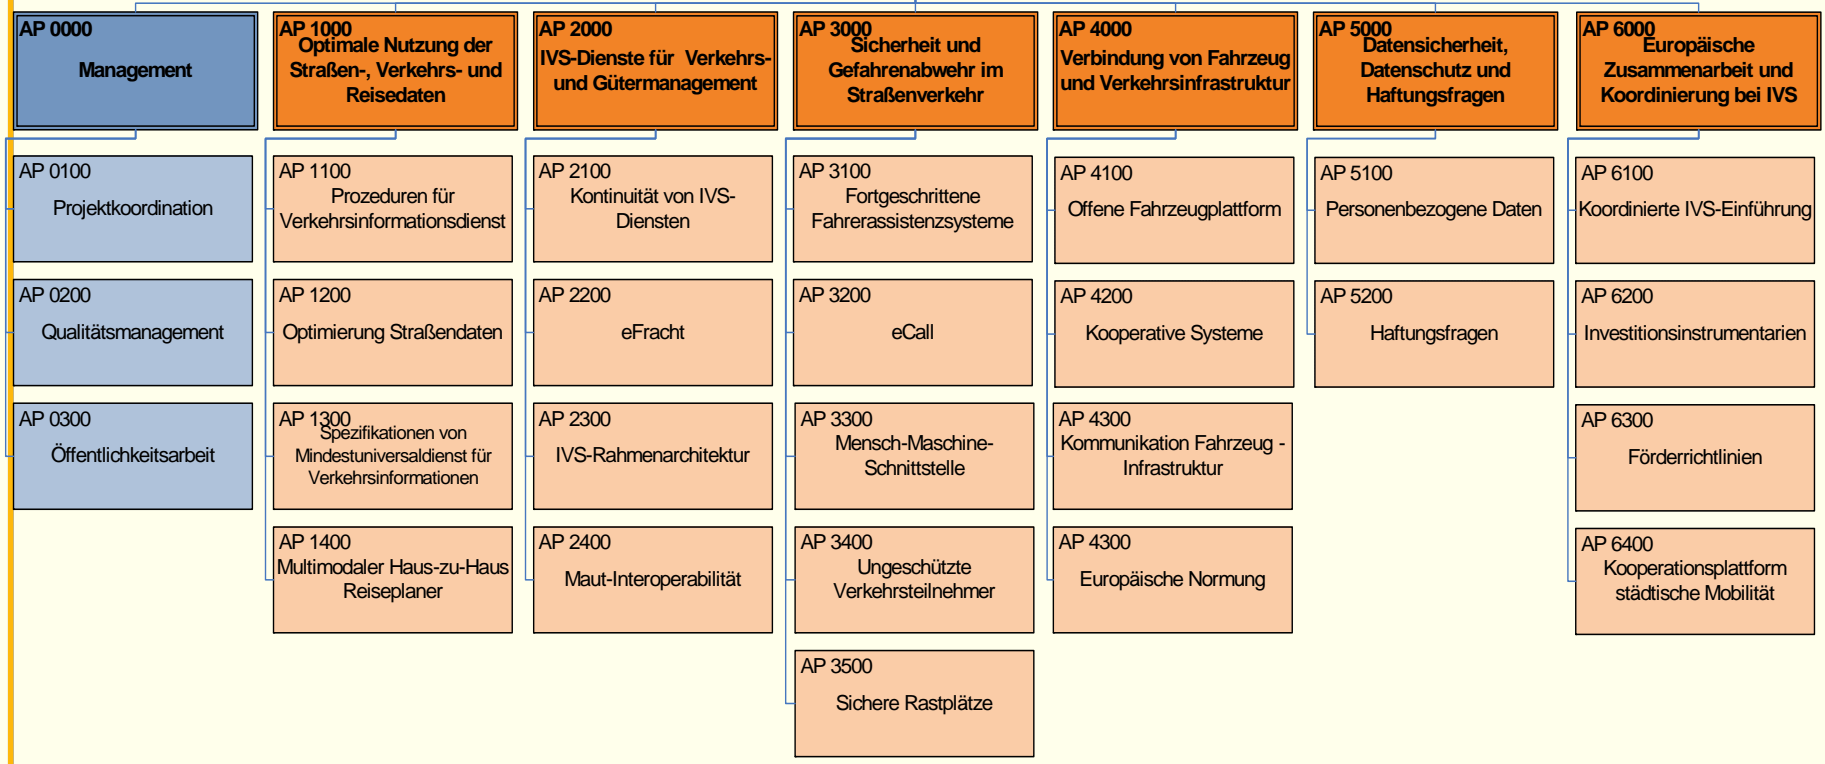 AP 0000
Management
AP 0100
Projektkoordination
AP 0200
Qualitätsmanagement
AP 0300
Öffentlichkeitsarbeit
AP 1000
Optimale Nutzung der
Straßen-, Verkehrs- und
Reisedaten
AP 1100
Prozeduren für
Verkehrsinformationsdienst
AP 1200
Optimierung Straßendaten
AP 1300
Spezifikationen von
Mindestuniversaldienst für
Verkehrsinformationen
AP 1400
Multimodaler Haus-zu-Haus
Reiseplaner
AP 2000
IVS-Dienste für Verkehrs-
und Gütermanagement
AP 2100
Kontinuität von IVS-
Diensten
AP 2200
eFracht
AP 2300
IVS-Rahmenarchitektur
AP 2400
Maut-Interoperabilität
AP 3000
Sicherheit und
Gefahrenabwehr im
Straßenverkehr
AP 3100
Fortgeschrittene
Fahrerassistenzsysteme
AP 3200
eCall
AP 3300
Mensch-Maschine-
Schnittstelle
AP 3400
Ungeschützte
Verkehrsteilnehmer
AP 3500
Sichere Rastplätze
AP 4000
Verbindung von Fahrzeug
und Verkehrsinfrastruktur
AP 4100
Offene Fahrzeugplattform
AP 4200
Kooperative Systeme
AP 4300
Kommunikation Fahrzeug -
Infrastruktur
AP 4300
Europäische Normung
AP 5000
Datensicherheit,
Datenschutz und
Haftungsfragen
AP 5100
Personenbezogene Daten
AP 5200
Haftungsfragen
AP 6000
Europäische
Zusammenarbeit und
Koordinierung bei IVS
AP 6100
Koordinierte IVS-Einführung
AP 6200
Investitionsinstrumentarien
AP 6300
Förderrichtlinien
AP 6400
Kooperationsplattform
städtische Mobilität